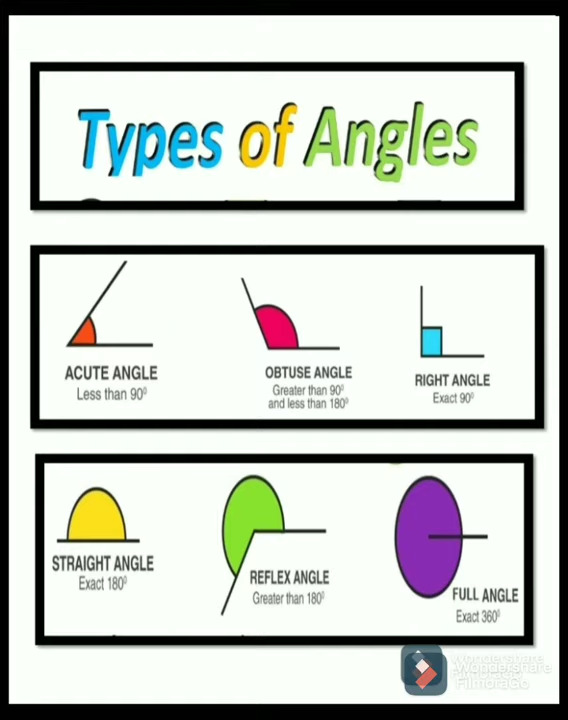 Types of Angles
ACUTE ANGLE
Less than 90⁰
OBTUSE ANGLE
Greater than 90⁰
and less than 180⁰
RIGHT ANGLE
Exact 90⁰
STRAIGHT ANGLE
Exact 180⁰
REFLEX ANGLE
Greater than 180⁰
FULL ANGLE
Exact 360⁰
Wondershare
FilmoraGo